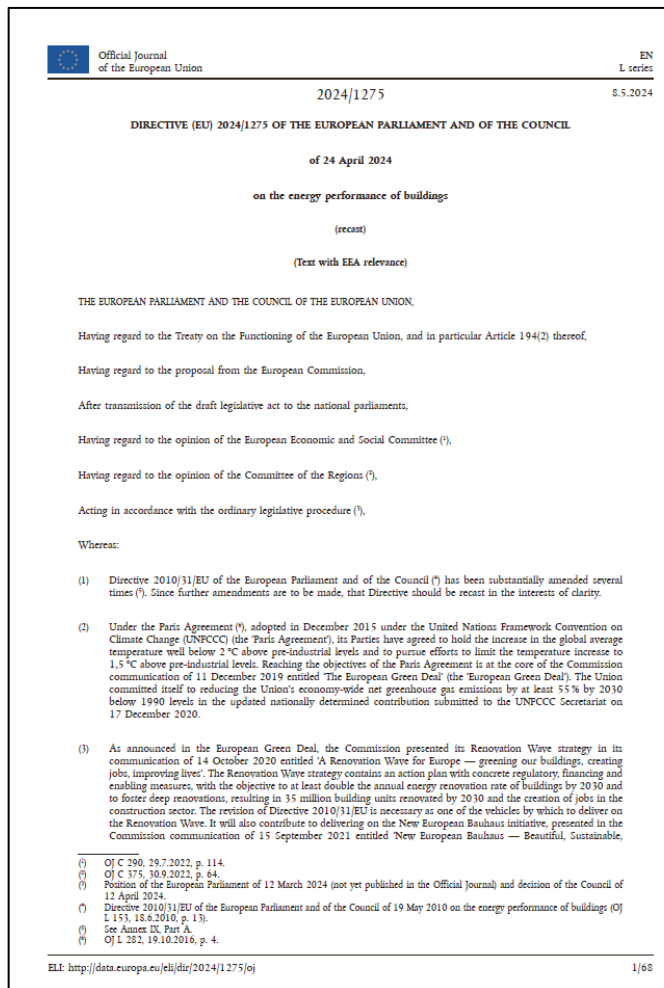 Official Journal
of the European Union
EN
L series
2024/1275
8.5.2024
DIRECTIVE (EU) 2024/1275 OF THE EUROPEAN PARLIAMENT AND OF THE COUNCIL
of 24 April 2024
on the energy performance of buildings
(recast)
(Text with EEA relevance)
THE EUROPEAN PARLIAMENT AND THE COUNCIL OF THE EUROPEAN UNION,
Having regard to the Treaty on the Functioning of the European Union, and in particular Article 194(2) thereof,
Having regard to the proposal from the European Commission,
After transmission of the draft legislative act to the national parliaments,
Having regard to the opinion of the European Economic and Social Committee (¹),
Having regard to the opinion of the Committee of the Regions (²),
Acting in accordance with the ordinary legislative procedure (³),
Whereas:
(1) Directive 2010/31/EU of the European Parliament and of the Council (⁴) has been substantially amended several
times (⁵). Since further amendments are to be made, that Directive should be recast in the interests of clarity.
(2) Under the Paris Agreement (⁶), adopted in December 2015 under the United Nations Framework Convention on
Climate Change (UNFCCC) (the 'Paris Agreement'), its Parties have agreed to hold the increase in the global average
temperature well below 2 °C above pre-industrial levels and to pursue efforts to limit the temperature increase to
1,5 °C above pre-industrial levels. Reaching the objectives of the Paris Agreement is at the core of the Commission
communication of 11 December 2019 entitled 'The European Green Deal' (the 'European Green Deal'). The Union
committed itself to reducing the Union's economy-wide net greenhouse gas emissions by at least 55 % by 2030
below 1990 levels in the updated nationally determined contribution submitted to the UNFCCC Secretariat on
17 December 2020.
(3) As announced in the European Green Deal, the Commission presented its Renovation Wave strategy in its
communication of 14 October 2020 entitled 'A Renovation Wave for Europe — greening our buildings, creating
jobs, improving lives'. The Renovation Wave strategy contains an action plan with concrete regulatory, financing and
enabling measures, with the objective to at least double the annual energy renovation rate of buildings by 2030 and
to foster deep renovations, resulting in 35 million building units renovated by 2030 and the creation of jobs in the
construction sector. The revision of Directive 2010/31/EU is necessary as one of the vehicles by which to deliver on
the Renovation Wave. It will also contribute to delivering on the New European Bauhaus initiative, presented in the
Commission communication of 15 September 2021 entitled 'New European Bauhaus — Beautiful, Sustainable,
(¹) OJ C 290, 29.7.2022, p. 114.
(²) OJ C 375, 30.9.2022, p. 64.
(³) Position of the European Parliament of 12 March 2024 (not yet published in the Official Journal) and decision of the Council of
12 April 2024.
(⁴) Directive 2010/31/EU of the European Parliament and of the Council of 19 May 2010 on the energy performance of buildings (OJ
L 153, 18.6.2010, p. 13).
(⁵) See Annex IX, Part A.
(⁶) OJ L 282, 19.10.2016, p. 4.
ELI: http://data.europa.eu/eli/dir/2024/1275/oj
1/68